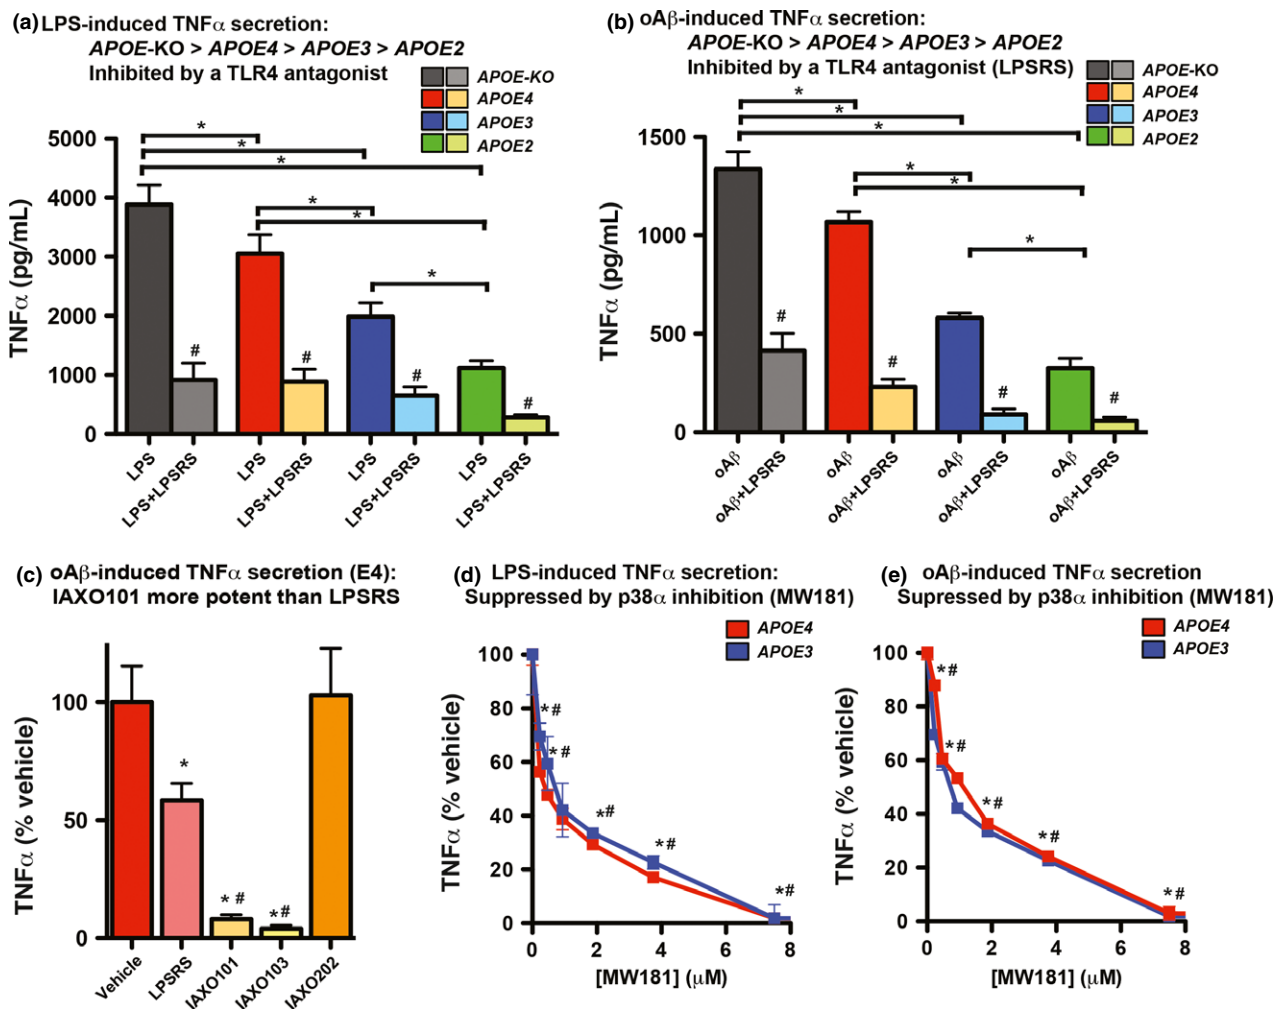 (a) LPS-induced TNFα secretion:
APOE-KO > APOE4 > APOE3 > APOE2
Inhibited by a TLR4 antagonist
APOE-KO
APOE4
APOE3
APOE2
TNFα (pg/mL)
5000
4000
3000
2000
1000
0
* * * * * *
# # # #
LPS
LPS+LPSRS
LPS
LPS+LPSRS
LPS
LPS+LPSRS
LPS
LPS+LPSRS
(b) oAβ-induced TNFα secretion:
APOE-KO > APOE4 > APOE3 > APOE2
Inhibited by a TLR4 antagonist (LPSRS)
APOE-KO
APOE4
APOE3
APOE2
TNFα (pg/mL)
1500
1000
500
0
* * * * * *
# # # #
oAβ
oAβ+LPSRS
oAβ
oAβ+LPSRS
oAβ
oAβ+LPSRS
oAβ
oAβ+LPSRS
(c) oAβ-induced TNFα secretion (E4):
IAXO101 more potent than LPSRS
TNFα (% vehicle)
100
50
0
*
* #
*#
Vehicle
LPSRS
IAXO101
IAXO103
IAXO202
(d) LPS-induced TNFα secretion:
Suppressed by p38α inhibition (MW181)
APOE4
APOE3
TNFα (% vehicle)
100
80
60
40
20
0
*#
*#
*#
*#
*#
0 2 4 6 8
[MW181] (μM)
(e) oAβ-induced TNFα secretion
Supressed by p38α inhibition (MW181)
APOE4
APOE3
TNFα (% vehicle)
100
80
60
40
20
0
*#
*#
*#
*#
*#
0 2 4 6 8
[MW181] (μM)